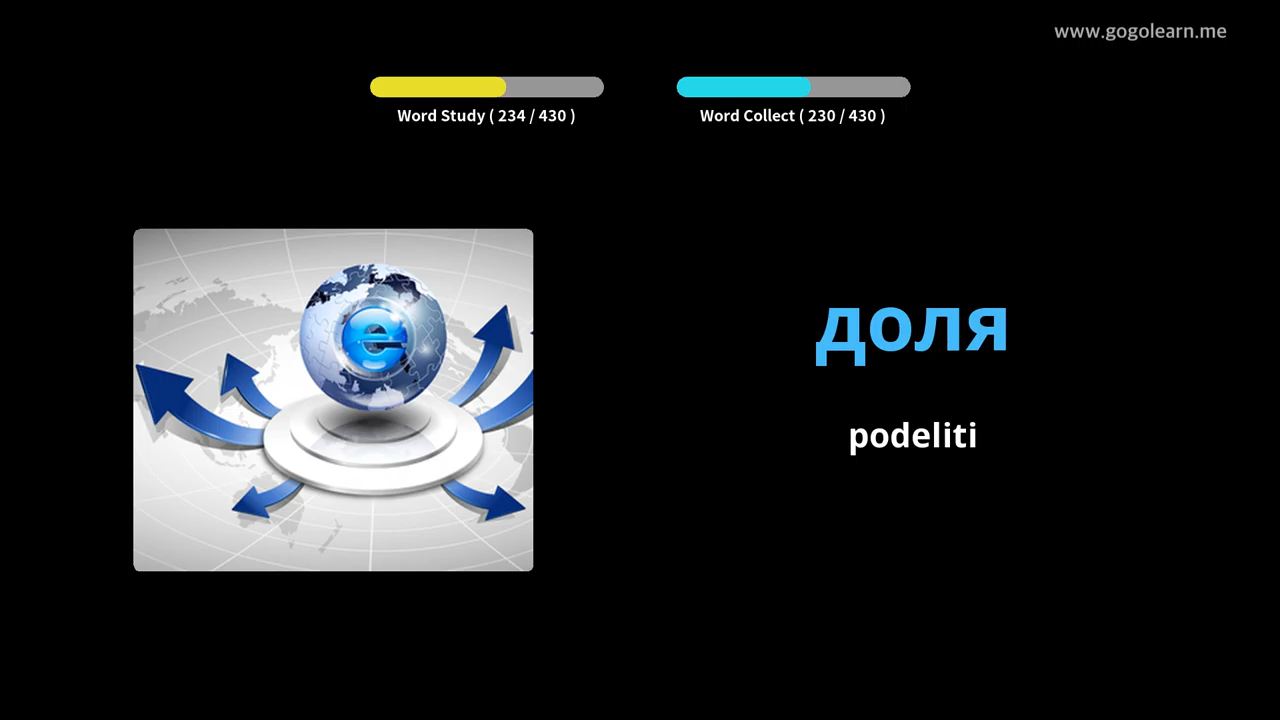 www.gogolearn.me
Word Study ( 234 / 430 )
Word Collect ( 230 / 430 )
e
доля
podeliti